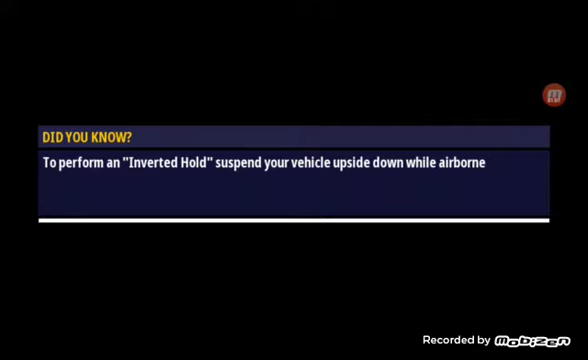 DID YOU KNOW?
To perform an "Inverted Hold" suspend your vehicle upside down while airborne
Recorded by mobizen